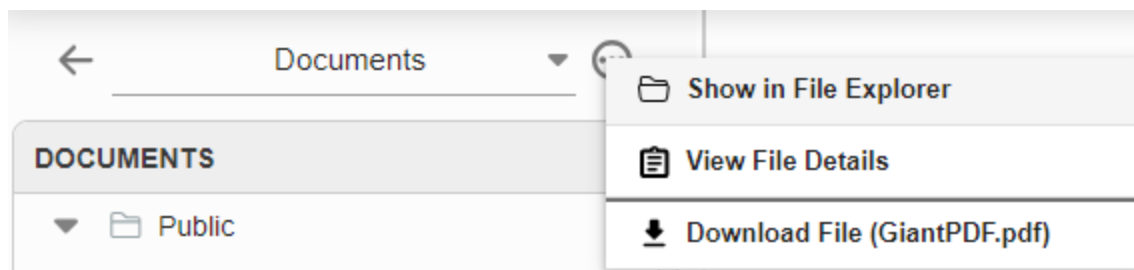 Documents
Show in File Explorer
DOCUMENTS
View File Details
Public
Download File (GiantPDF.pdf)